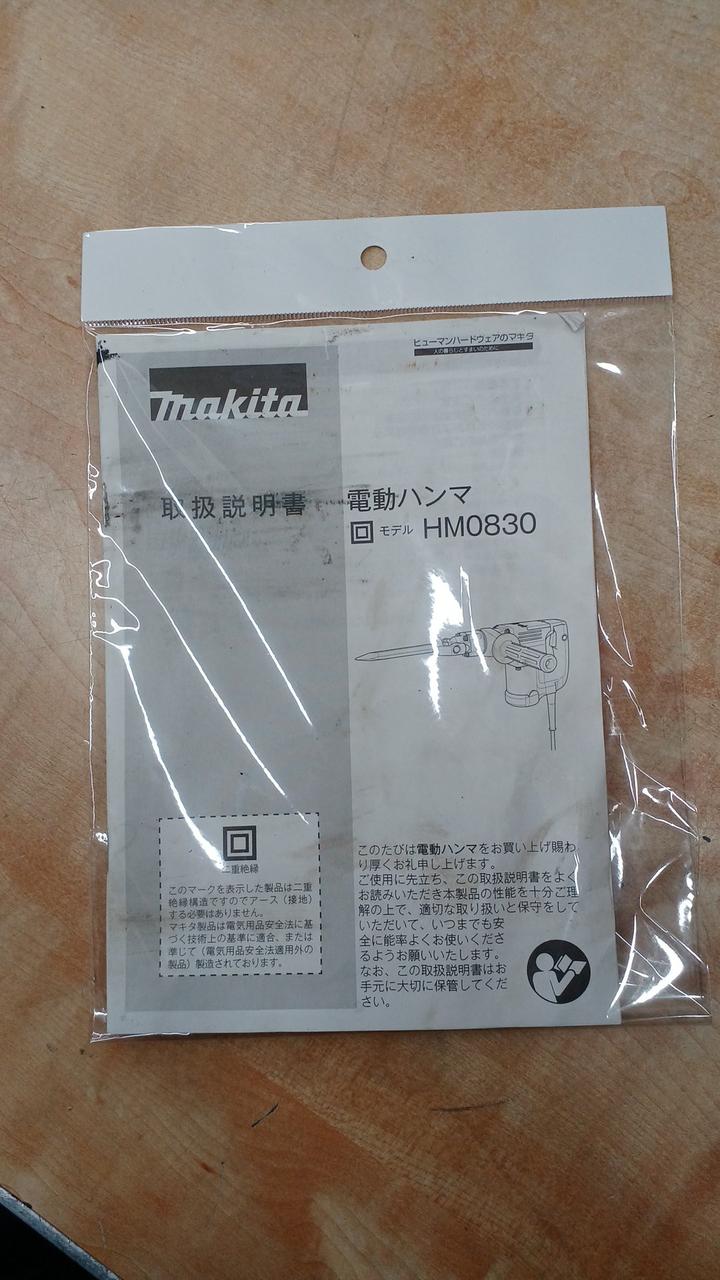 ヒューマンハードウェアのマキタ
人の暮らしとすまいのために
makita
取扱説明書
電動ハンマ
モデル HM0830
二重絶縁
このマークを表示した製品は二重
絶縁構造ですのでアース（接地）
する必要はありません。
マキタ製品は電気用品安全法に基
づく技術上の基準に適合、または
準じて（電気用品安全法適用外の
製品）製造されております。
このたびは電動ハンマをお買い上げ賜わ
り厚くお礼申し上げます。
ご使用に先立ち、この取扱説明書をよく
お読みいただき本製品の性能を十分ご理
解の上で、適切な取り扱いと保守をして
いただいて、いつまでも安
全に能率よくお使いくださ
るようお願いいたします。
なお、この取扱説明書はお
手元に大切に保管してくだ
さい。